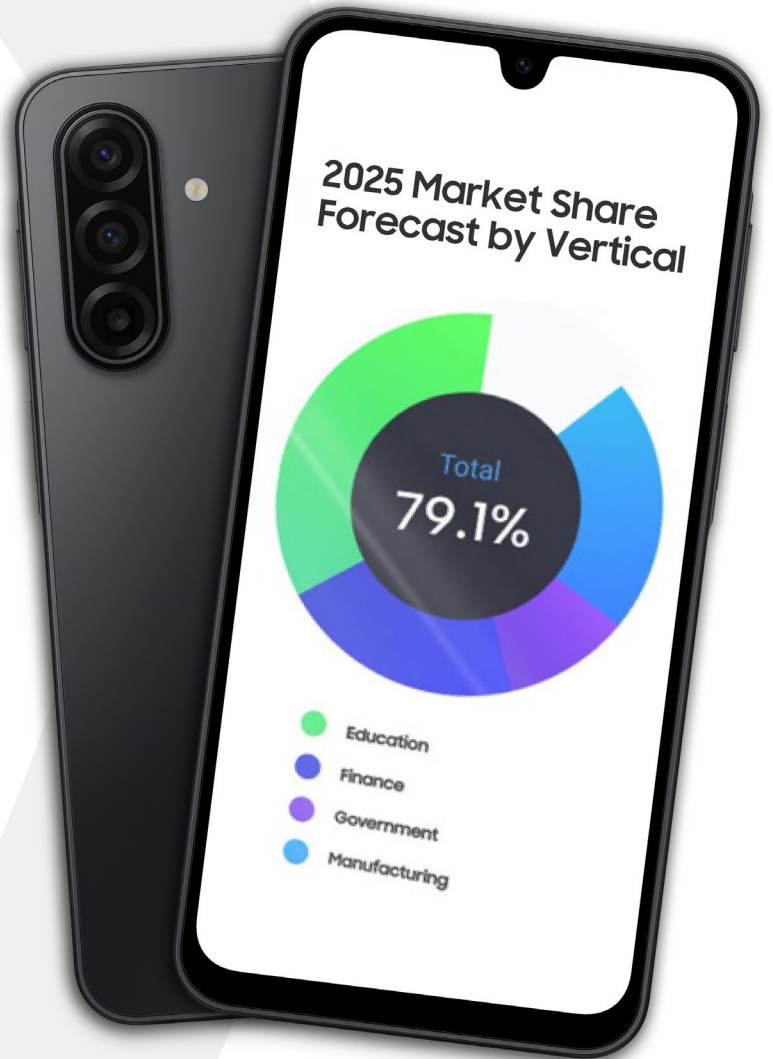 2025 Market Share
Forecast by Vertical
Total
79.1%
Education
Finance
Government
Manufacturing